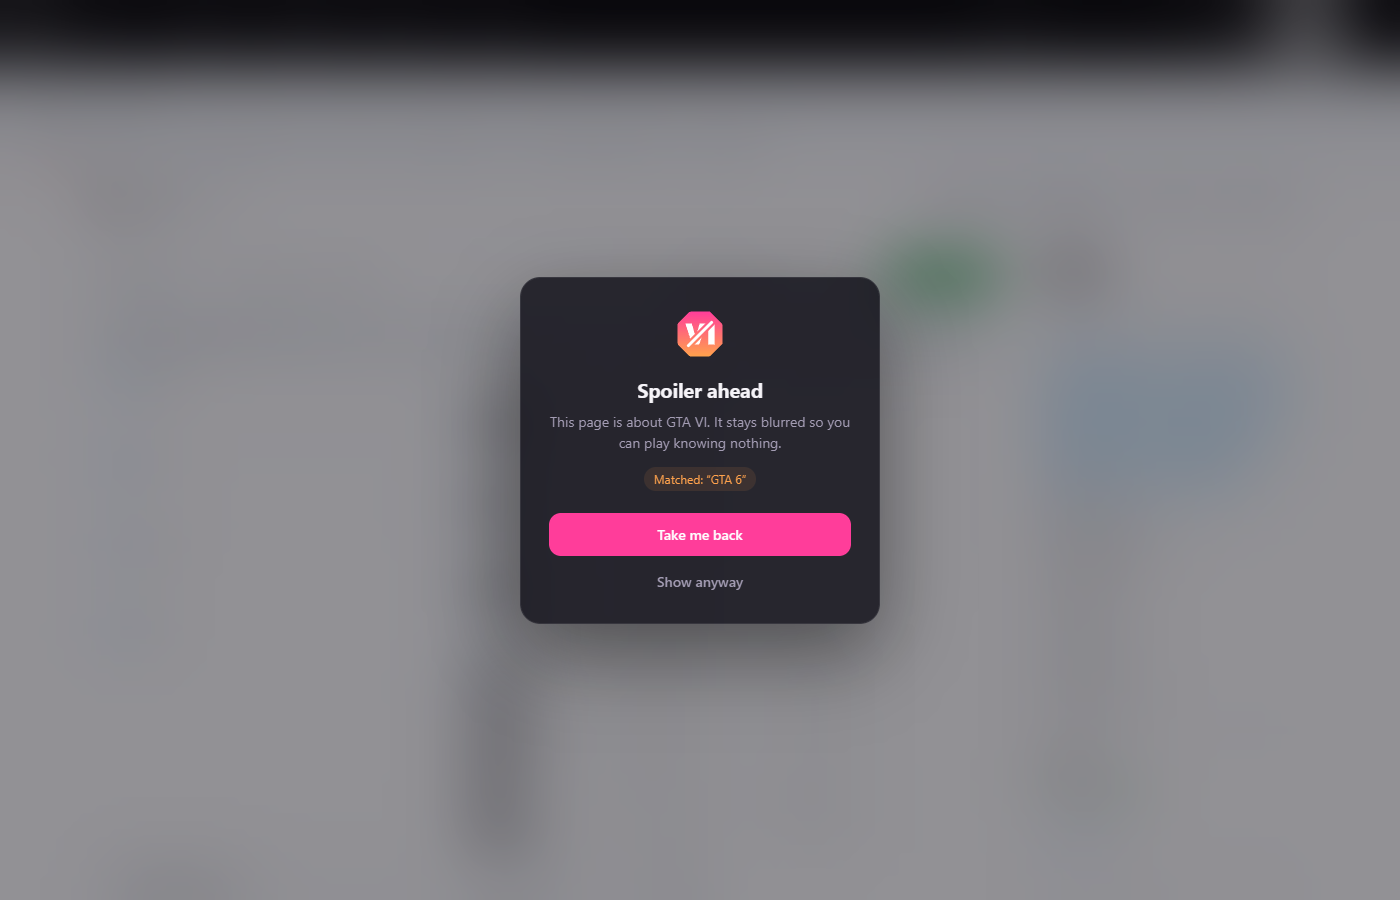 VI
Spoiler ahead
This page is about GTA VI. It stays blurred so you
can play knowing nothing.
Matched: “GTA 6”
Take me back
Show anyway